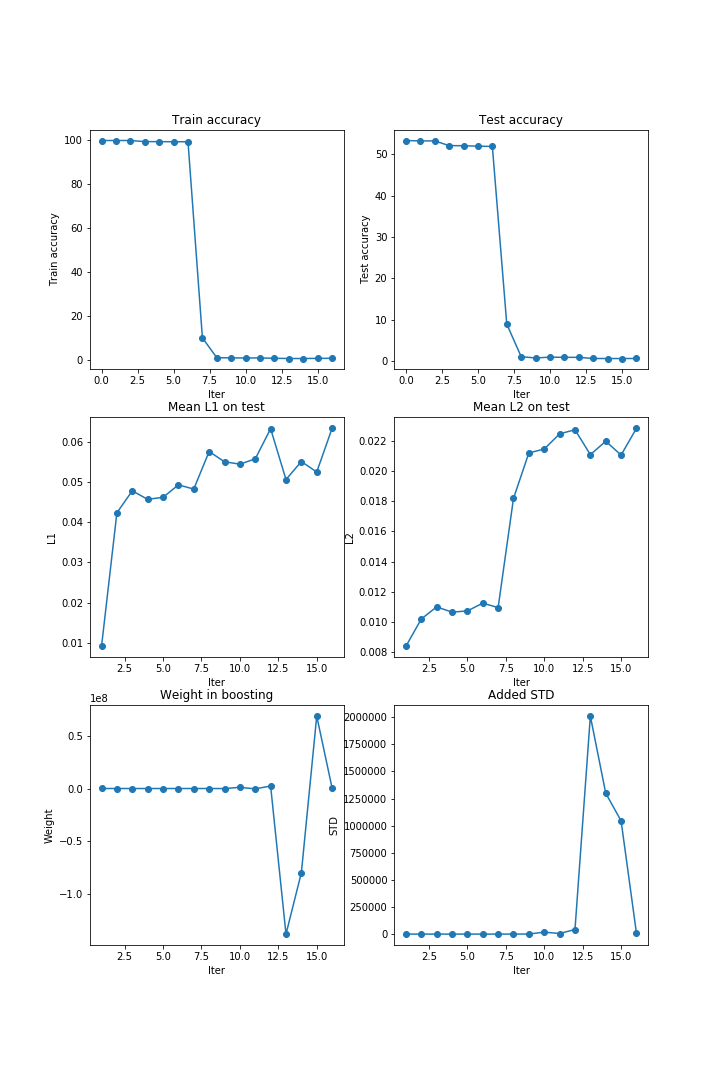 Train accuracy
Test accuracy
Train accuracy
100
80
60
40
20
0
0.0 2.5 5.0 7.5 10.0 12.5 15.0
Iter
Test accuracy
50
40
30
20
10
0
0.0 2.5 5.0 7.5 10.0 12.5 15.0
Iter
Mean L1 on test
Mean L2 on test
L1
0.06
0.05
0.04
0.03
0.02
0.01
2.5 5.0 7.5 10.0 12.5 15.0
Iter
L2
0.022
0.020
0.018
0.016
0.014
0.012
0.010
0.008
2.5 5.0 7.5 10.0 12.5 15.0
Iter
Weight in boosting
Added STD
1e8
Weight
0.5
0.0
−0.5
−1.0
2.5 5.0 7.5 10.0 12.5 15.0
Iter
STD
2000000
1750000
1500000
1250000
1000000
750000
500000
250000
0
2.5 5.0 7.5 10.0 12.5 15.0
Iter